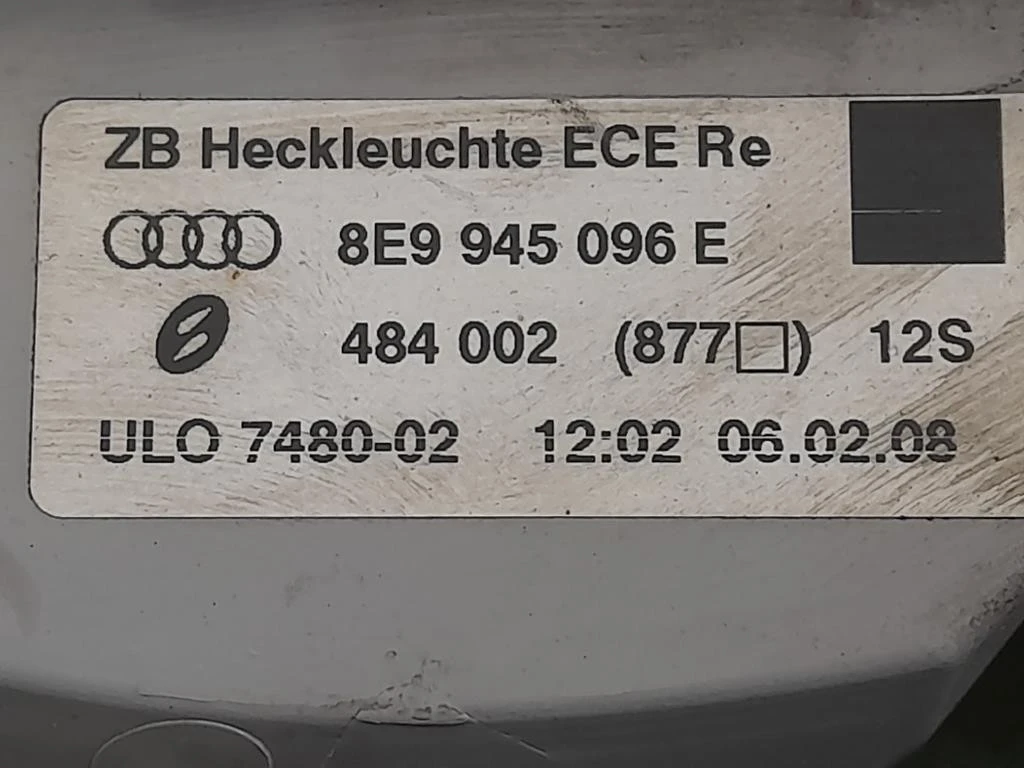 ZB Heckleuchte ECE Re
8E9 945 096 E
484 002 (877□) 12S
ULO 7480-02 12:02 06.02.08